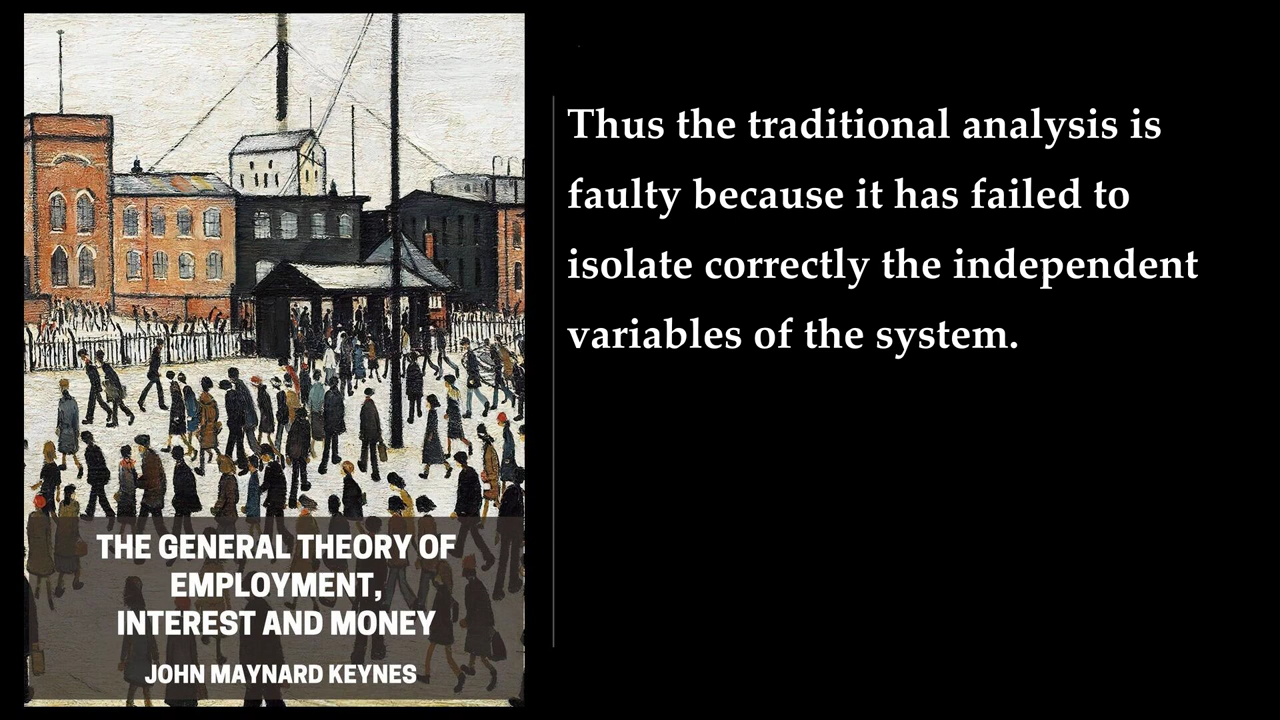 Thus the traditional analysis is
faulty because it has failed to
isolate correctly the independent
variables of the system.
THE GENERAL THEORY OF
EMPLOYMENT,
INTEREST AND MONEY
JOHN MAYNARD KEYNES